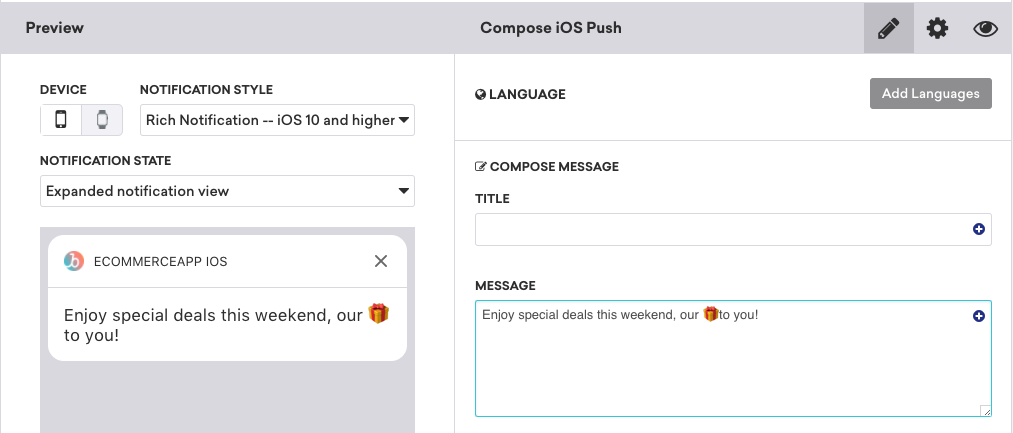 Preview
Compose iOS Push
DEVICE
NOTIFICATION STYLE
Rich Notification -- iOS 10 and higher
NOTIFICATION STATE
Expanded notification view
ECOMMERCEAPP IOS
Enjoy special deals this weekend, our 🎁
to you!
LANGUAGE
Add Languages
COMPOSE MESSAGE
TITLE
MESSAGE
Enjoy special deals this weekend, our 🎁to you!